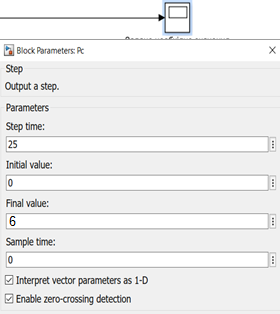 Block Parameters: Pc
Step
Output a step.
Parameters
Step time:
25
Initial value:
0
Final value:
6
Sample time:
0
Interpret vector parameters as 1-D
Enable zero-crossing detection